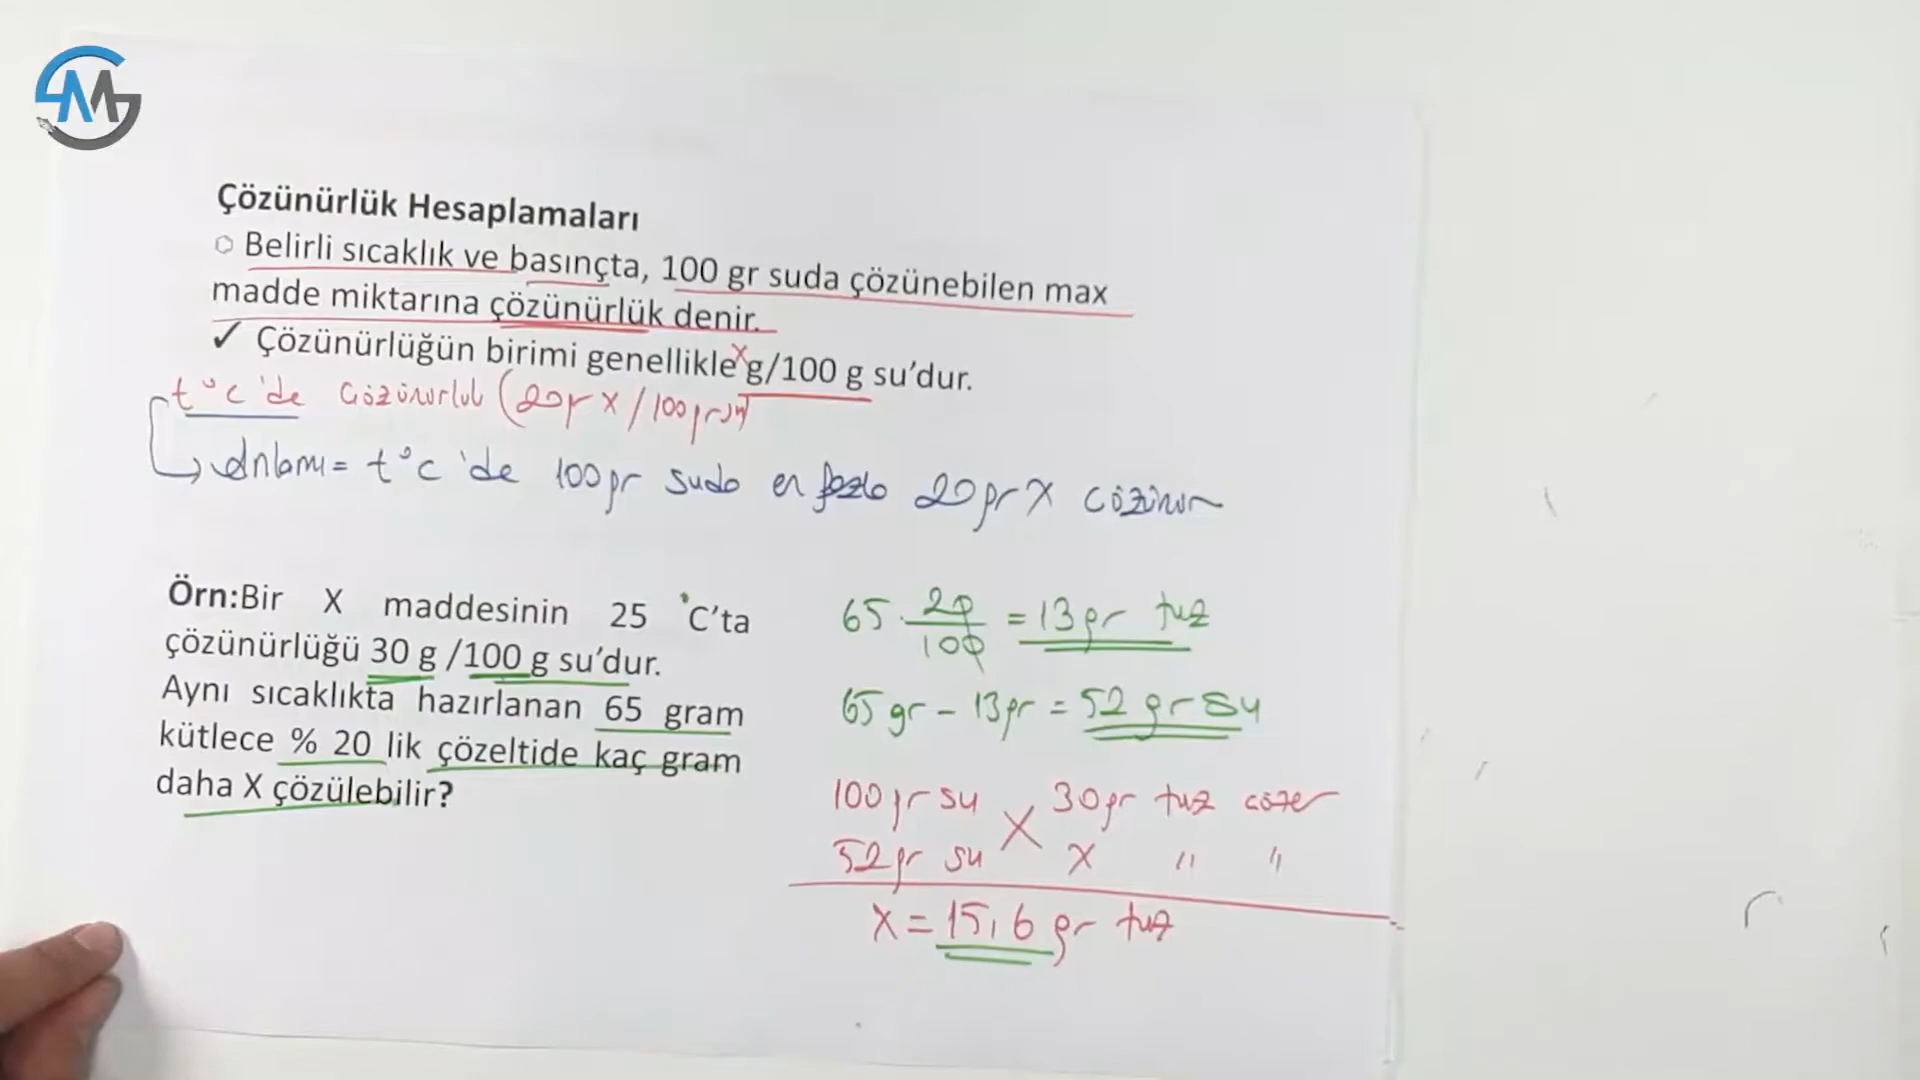 SMG
Çözünürlük Hesaplamaları
Belirli sıcaklık ve basınçta, 100 gr suda çözünebilen max
madde miktarına çözünürlük denir.
✓ Çözünürlüğün birimi genellikle x g/100 g su'dur.
t°c 'de Çözünürlük (20gr x / 100gr su)
Anlamı = t°c 'de 100gr suda en fazla 20gr X çözünür
Örn:Bir X maddesinin 25 °C'ta
çözünürlüğü 30 g /100 g su'dur.
Aynı sıcaklıkta hazırlanan 65 gram
kütlece % 20 lik çözeltide kaç gram
daha X çözülebilir?
65 . 20/100 = 13gr tuz
65 gr - 13gr = 52 gr su
100gr su 30gr tuz çözer
52gr su X " "
X = 15,6 gr tuz